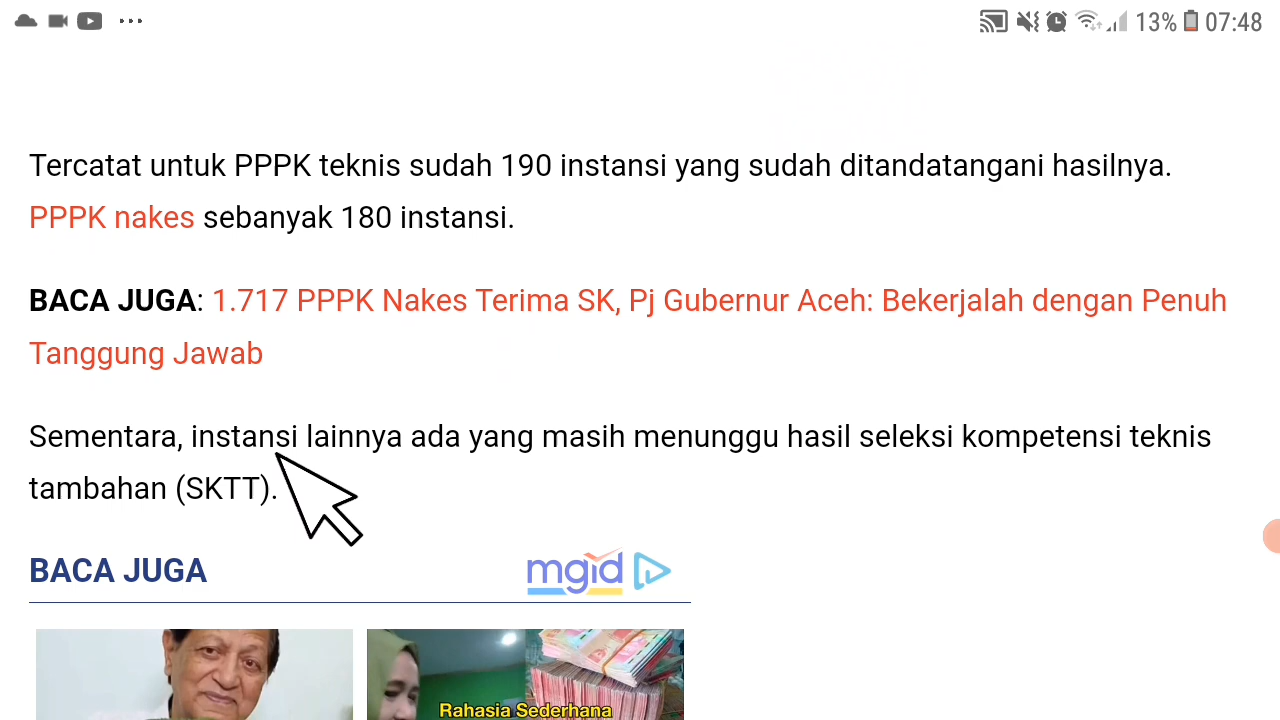 13% 07:48
Tercatat untuk PPPK teknis sudah 190 instansi yang sudah ditandatangani hasilnya.
PPPK nakes sebanyak 180 instansi.
BACA JUGA: 1.717 PPPK Nakes Terima SK, Pj Gubernur Aceh: Bekerjalah dengan Penuh
Tanggung Jawab
Sementara, instansi lainnya ada yang masih menunggu hasil seleksi kompetensi teknis
tambahan (SKTT).
BACA JUGA
mgid
Rahasia Sederhana